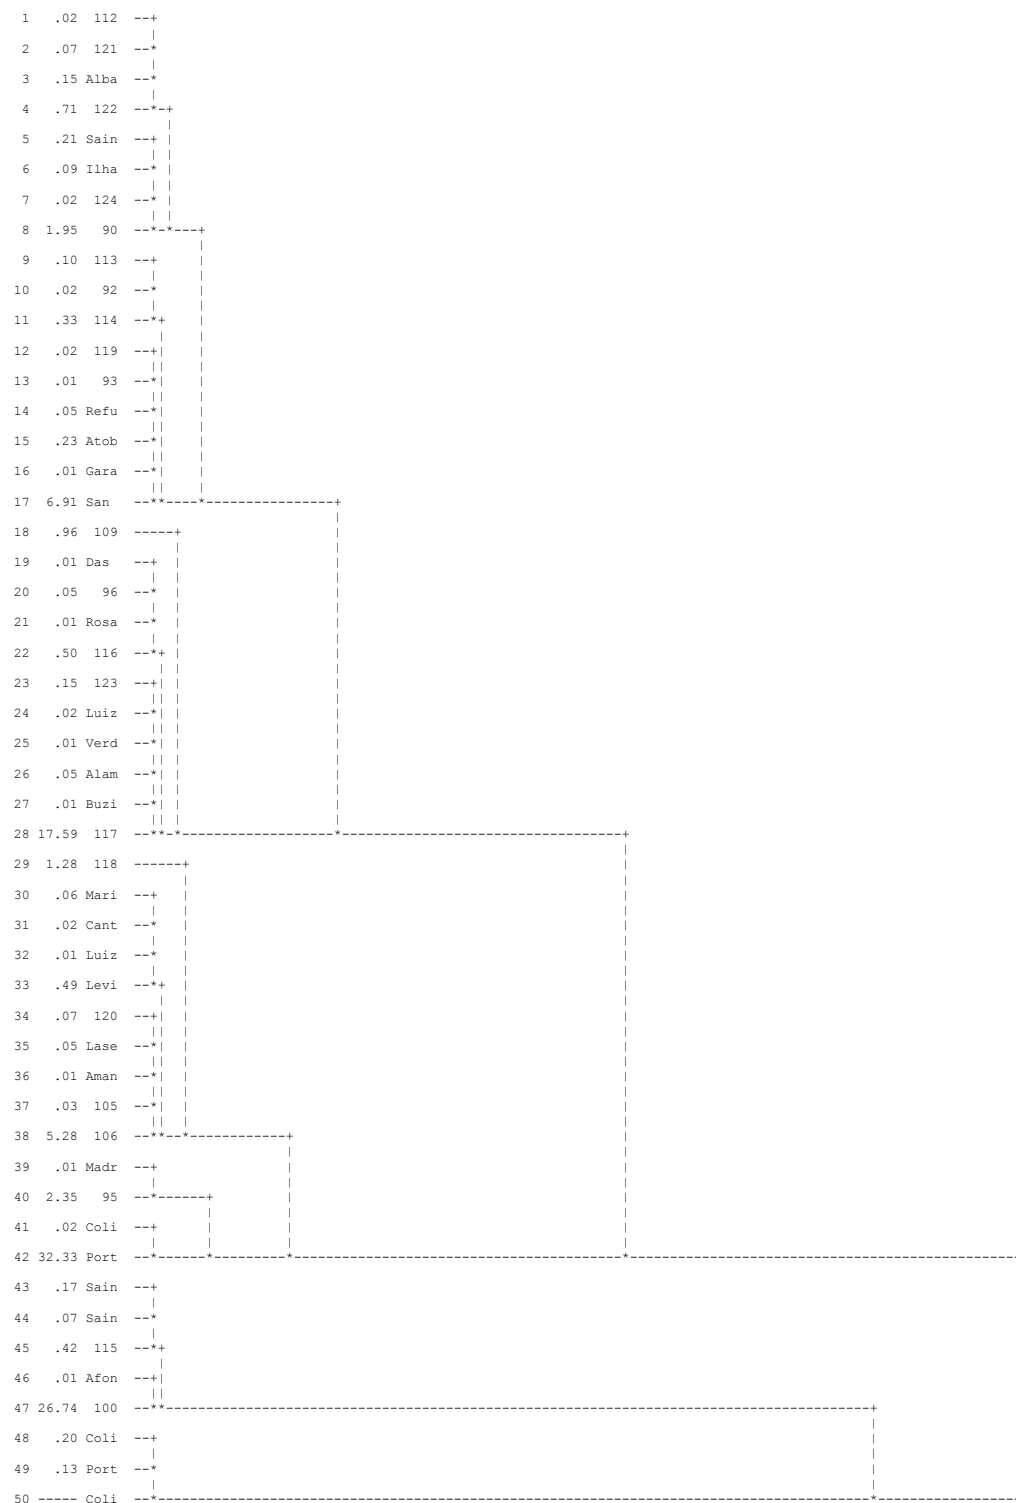 1 .02 112 --+
|
2 .07 121 --*
|
3 .15 Alba --*
|
4 .71 122 --*-+
|
5 .21 Sain --+ |
| |
6 .09 Ilha --* |
| |
7 .02 124 --* |
| |
8 1.95 90 --*-*---+
|
9 .10 113 --+ |
| |
10 .02 92 --* |
| |
11 .33 114 --*+ |
| |
12 .02 119 --+| |
|| |
13 .01 93 --*| |
|| |
14 .05 Refu --*| |
|| |
15 .23 Atob --*| |
|| |
16 .01 Gara --*| |
|| |
17 6.91 San --**----*----------------+
|
18 .96 109 -----+ |
| |
19 .01 Das --+ | |
| | |
20 .05 96 --* | |
| | |
21 .01 Rosa --* | |
| | |
22 .50 116 --*+ | |
| | |
23 .15 123 --+| | |
|| | |
24 .02 Luiz --*| | |
|| | |
25 .01 Verd --*| | |
|| | |
26 .05 Alam --*| | |
|| | |
27 .01 Buzi --*| | |
|| | |
28 17.59 117 --**-*-------------------*-----------------------------------+
|
29 1.28 118 ------+ |
| |
30 .06 Mari --+ | |
| | |
31 .02 Cant --* | |
| | |
32 .01 Luiz --* | |
| | |
33 .49 Levi --*+ | |
| | |
34 .07 120 --+| | |
|| | |
35 .05 Lase --*| | |
|| | |
36 .01 Aman --*| | |
|| | |
37 .03 105 --*| | |
|| | |
38 5.28 106 --**--*------------+ |
| |
39 .01 Madr --+ | |
| | |
40 2.35 95 --*------+ | |
| | |
41 .02 Coli --+ | | |
| | | |
42 32.33 Port --*------*---------*-----------------------------------------*------------------------------------------------
43 .17 Sain --+
|
44 .07 Sain --*
|
45 .42 115 --*+
|
46 .01 Afon --+|
||
47 26.74 100 --**----------------------------------------------------------------------------------------+
|
48 .20 Coli --+ |
| |
49 .13 Port --* |
| |
50 ----- Coli --*-----------------------------------------------------------------------------------------*-----------------